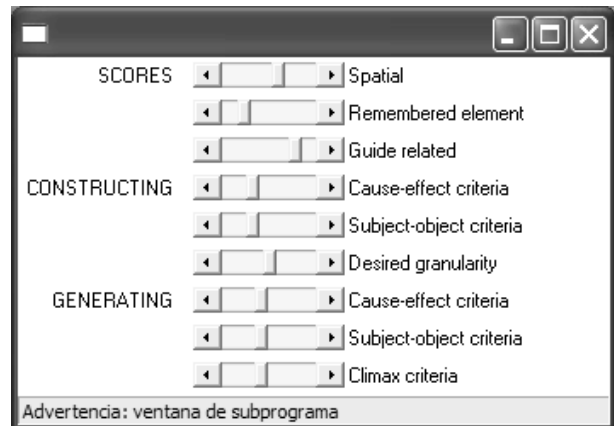 SCORES Spatial
Remembered element
Guide related
CONSTRUCTING Cause-effect criteria
Subject-object criteria
Desired granularity
GENERATING Cause-effect criteria
Subject-object criteria
Climax criteria
Advertencia: ventana de subprograma